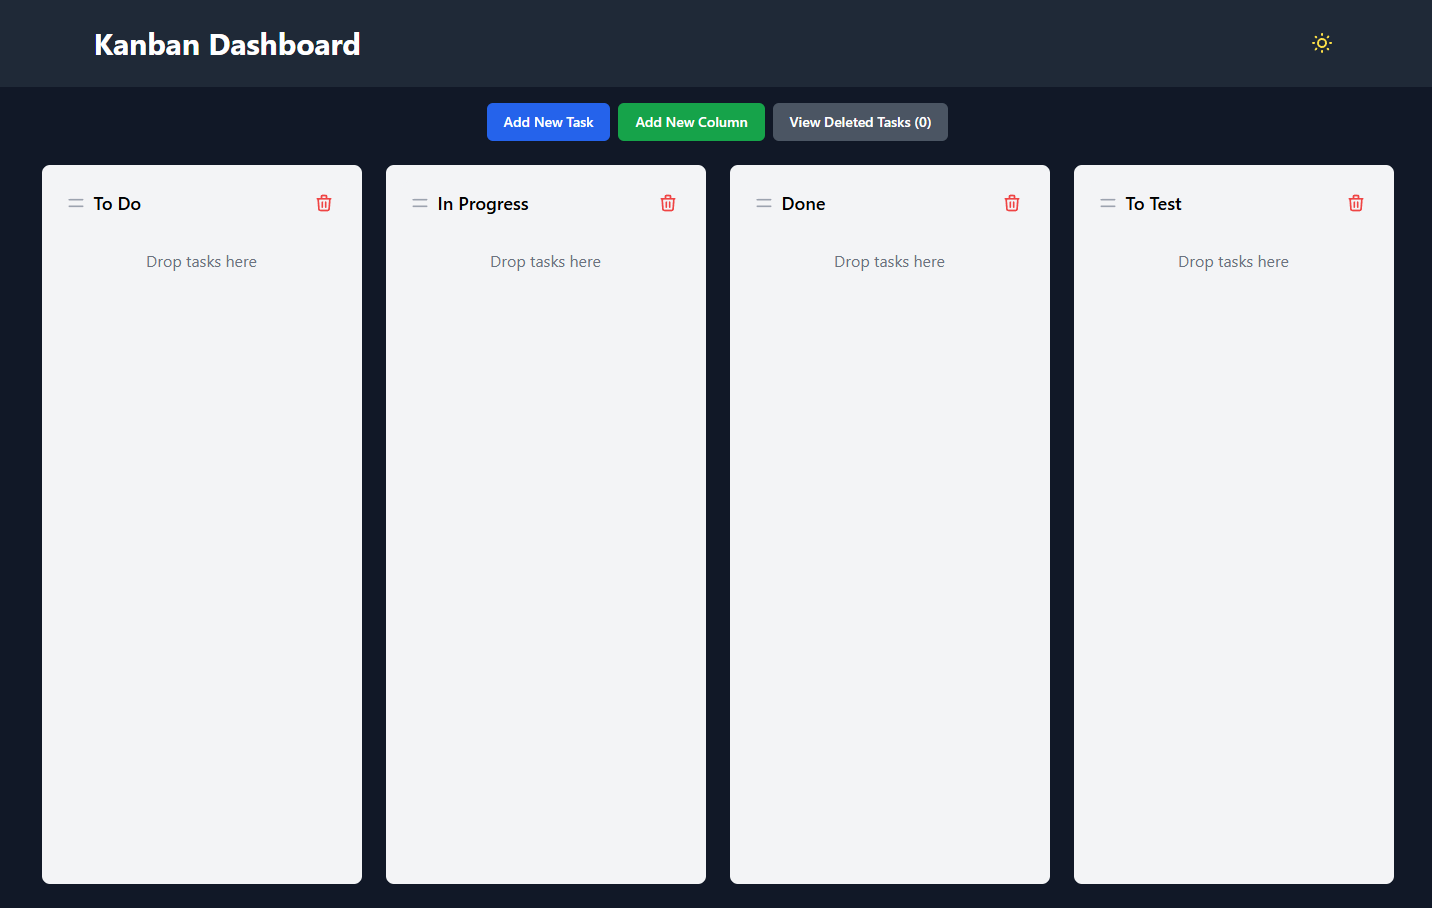 Kanban Dashboard
Add New Task
Add New Column
View Deleted Tasks (0)
To Do
In Progress
Done
To Test
Drop tasks here
Drop tasks here
Drop tasks here
Drop tasks here